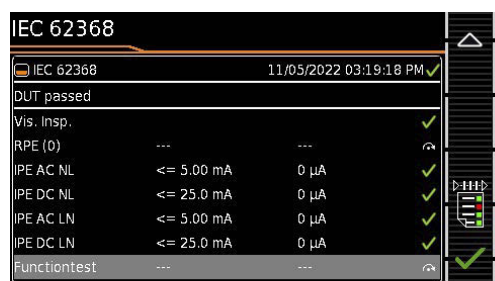 IEC 62368
IEC 62368 11/05/2022 03:19:18 PM
DUT passed
Vis. Insp.
RPE (0) --- ---
IPE AC NL <= 5.00 mA 0 µA
IPE DC NL <= 25.0 mA 0 µA
IPE AC LN <= 5.00 mA 0 µA
IPE DC LN <= 25.0 mA 0 µA
Functiontest --- ---